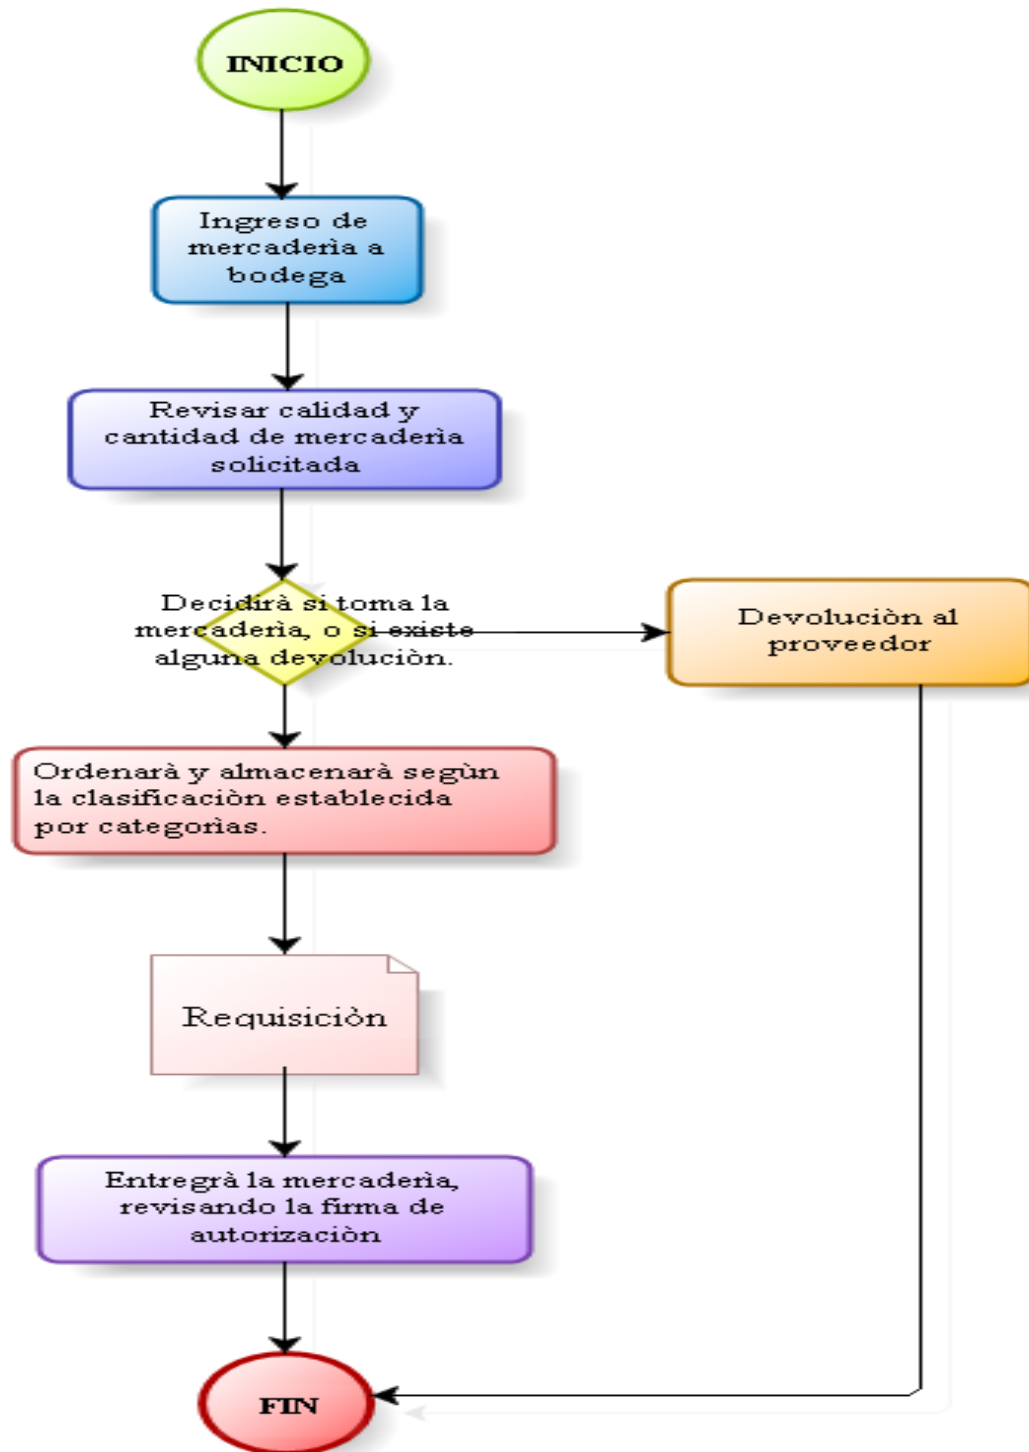 INICIO
Ingreso de
mercaderìa a
bodega
Revisar calidad y
cantidad de mercaderìa
solicitada
Decidirà si toma la
mercaderìa, o si existe
alguna devoluciòn.
Devoluciòn al
proveedor
Ordenarà y almacenarà segùn
la clasificaciòn establecida
por categorìas.
Requisiciòn
Entregrà la mercaderìa,
revisando la firma de
autorizaciòn
FIN